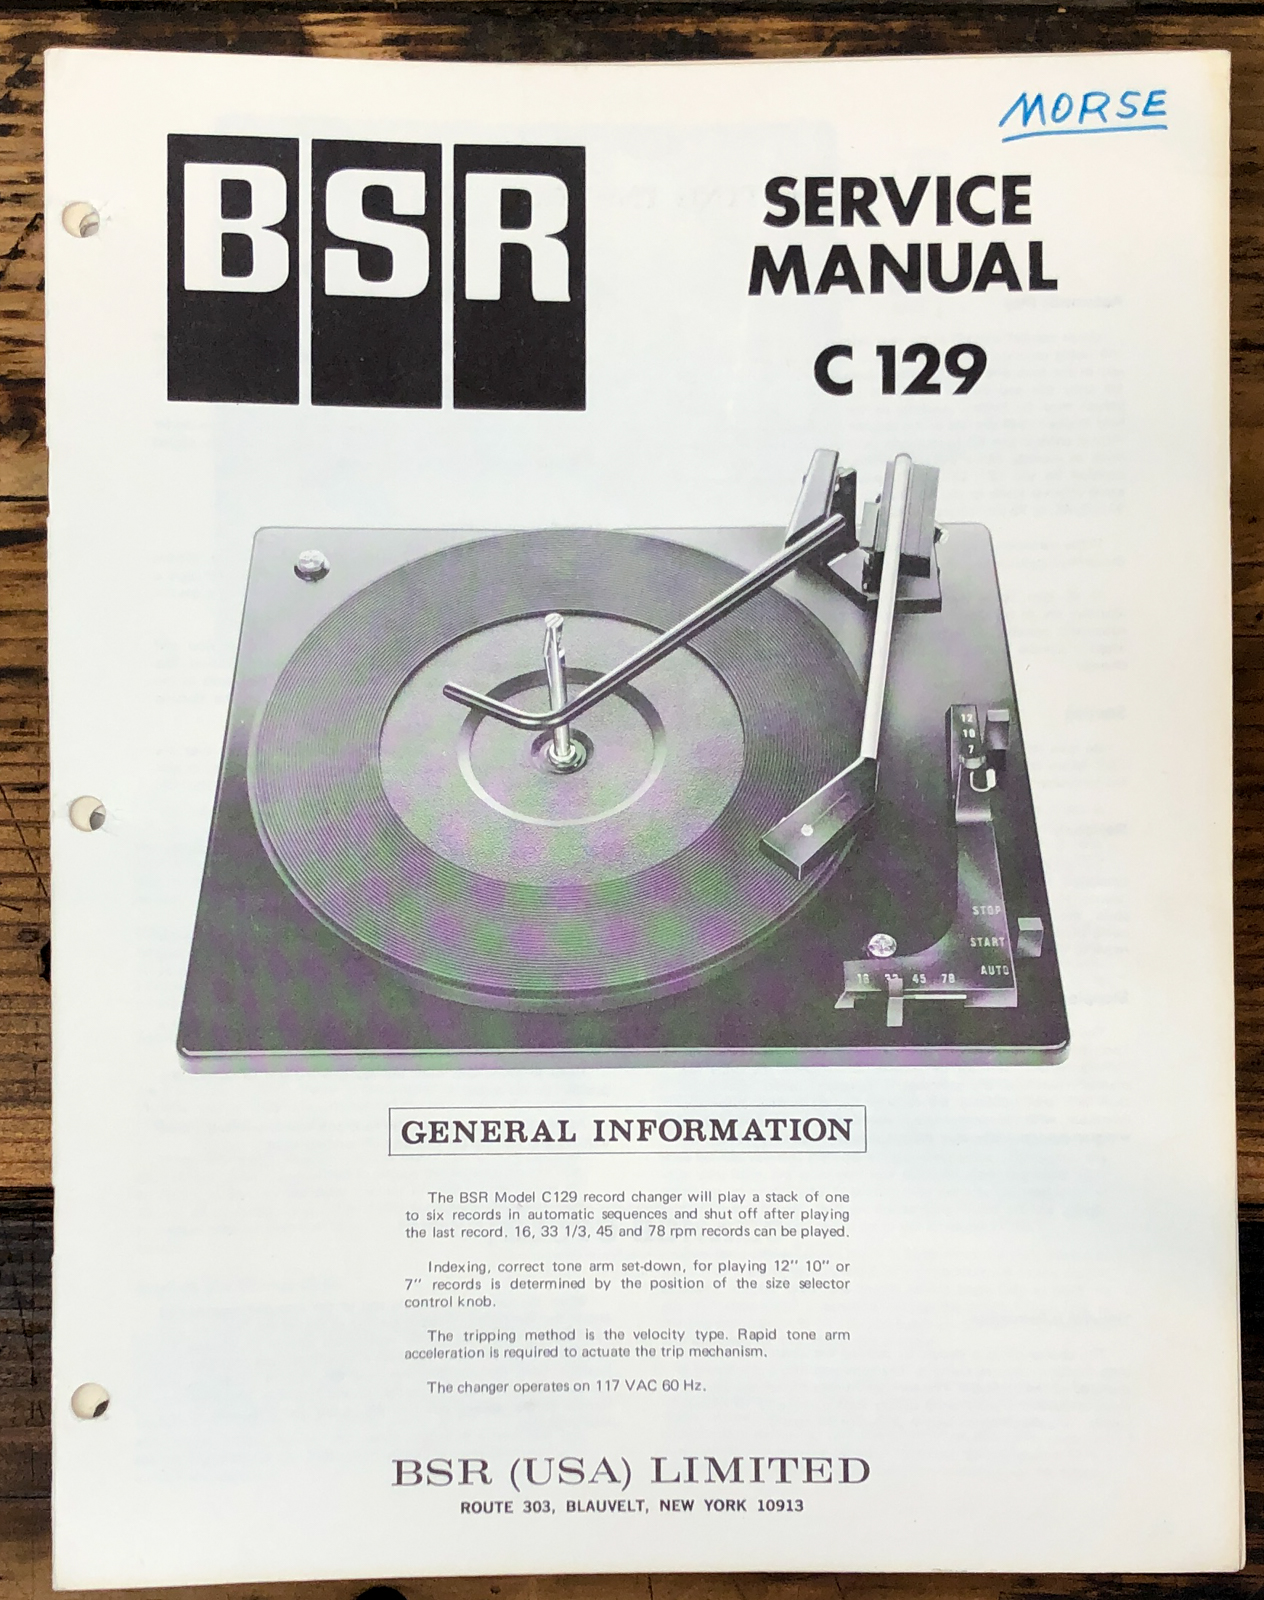 MORSE
BSR
SERVICE
MANUAL
C 129
12
10
7
STOP
START
AUTO
16 33 45 78
GENERAL INFORMATION
The BSR Model C129 record changer will play a stack of one
to six records in automatic sequences and shut off after playing
the last record. 16, 33 1/3, 45 and 78 rpm records can be played.
Indexing, correct tone arm set-down, for playing 12" 10" or
7" records is determined by the position of the size selector
control knob.
The tripping method is the velocity type. Rapid tone arm
acceleration is required to actuate the trip mechanism.
The changer operates on 117 VAC 60 Hz.
BSR (USA) LIMITED
ROUTE 303, BLAUVELT, NEW YORK 10913